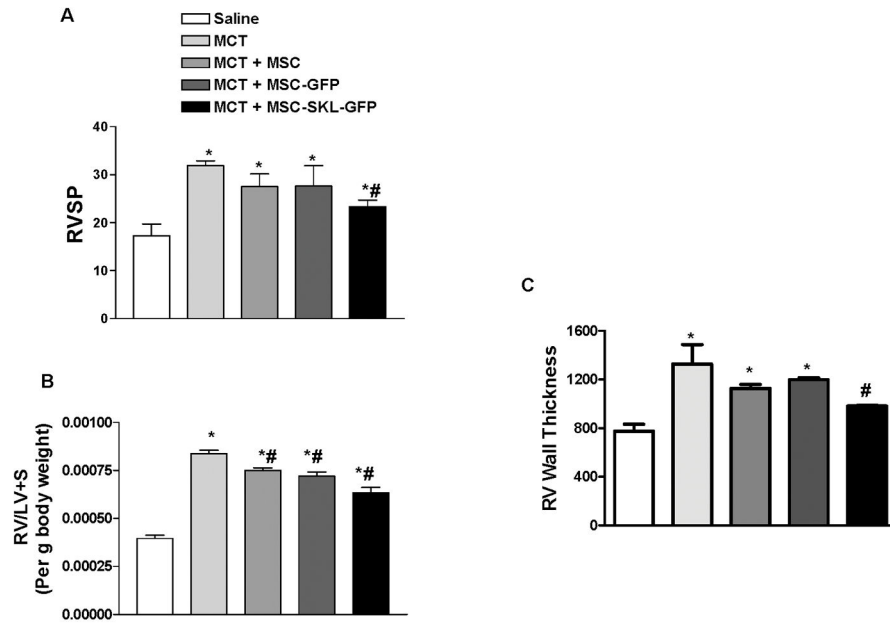 A
Saline
MCT
MCT + MSC
MCT + MSC-GFP
MCT + MSC-SKL-GFP
RVSP
40
30
20
10
0
*
*
*
*#
B
RV/LV+S
(Per g body weight)
0.00100
0.00075
0.00050
0.00025
0.00000
*
*#
*#
*#
C
RV Wall Thickness
1600
1200
800
400
0
*
*
*
#